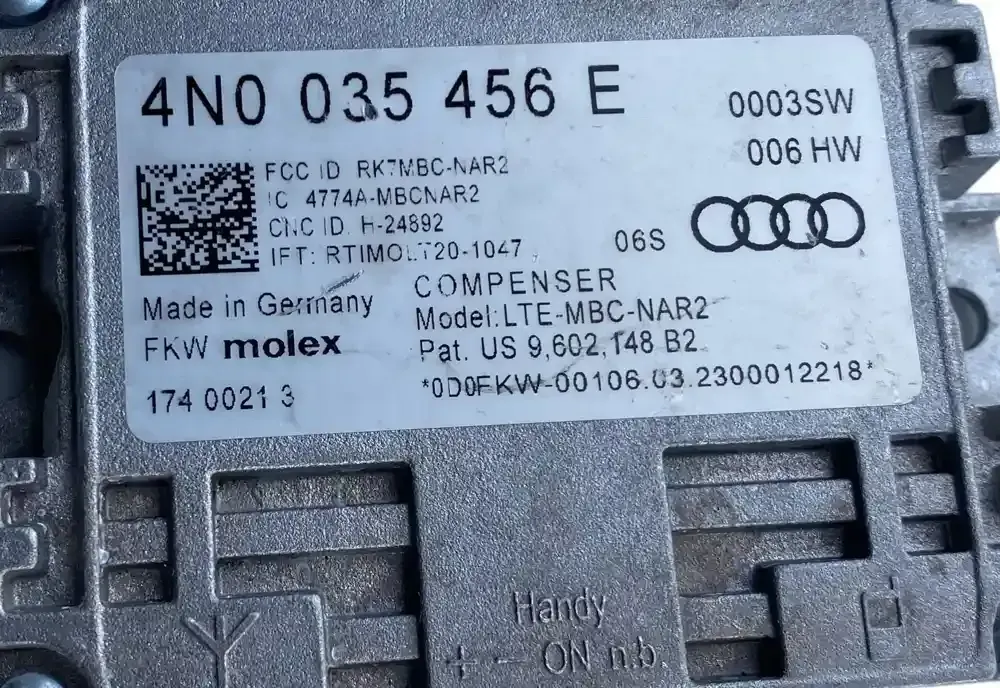 4N0 035 456 E
0003SW
006 HW
FCC ID RK7MBC-NAR2
IC 4774A-MBCNAR2
CNC ID. H-24892
IFT: RTIMOLT20-1047
06S
COMPENSER
Made in Germany
Model:LTE-MBC-NAR2
FKW molex
Pat. US 9,602,148 B2
174 0021 3
*0D0FKW-00106.03.2300012218*
Handy
+ - ON n.b.